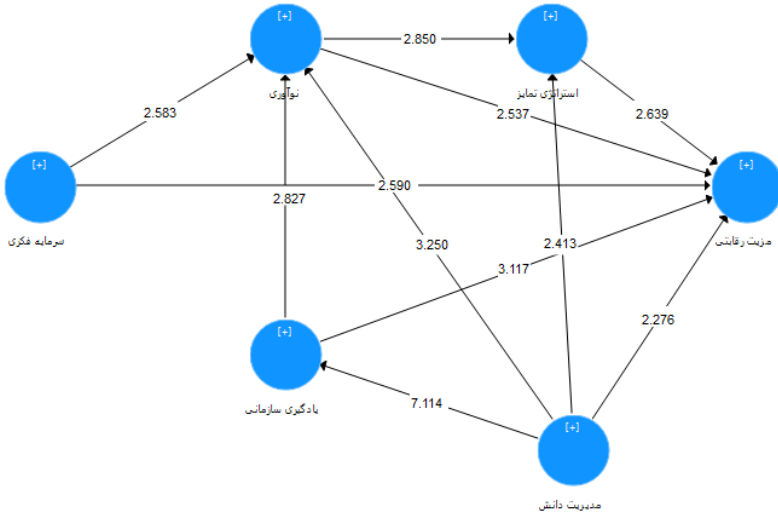 [+]
[+]
2.850
نوآوری
استراتژی تمایز
2.583
2.537
2.639
[+]
[+]
2.590
2.827
سرمایه فکری
مزیت رقابتی
3.250
2.413
3.117
2.276
[+]
یادگیری سازمانی
7.114
[+]
مدیریت دانش